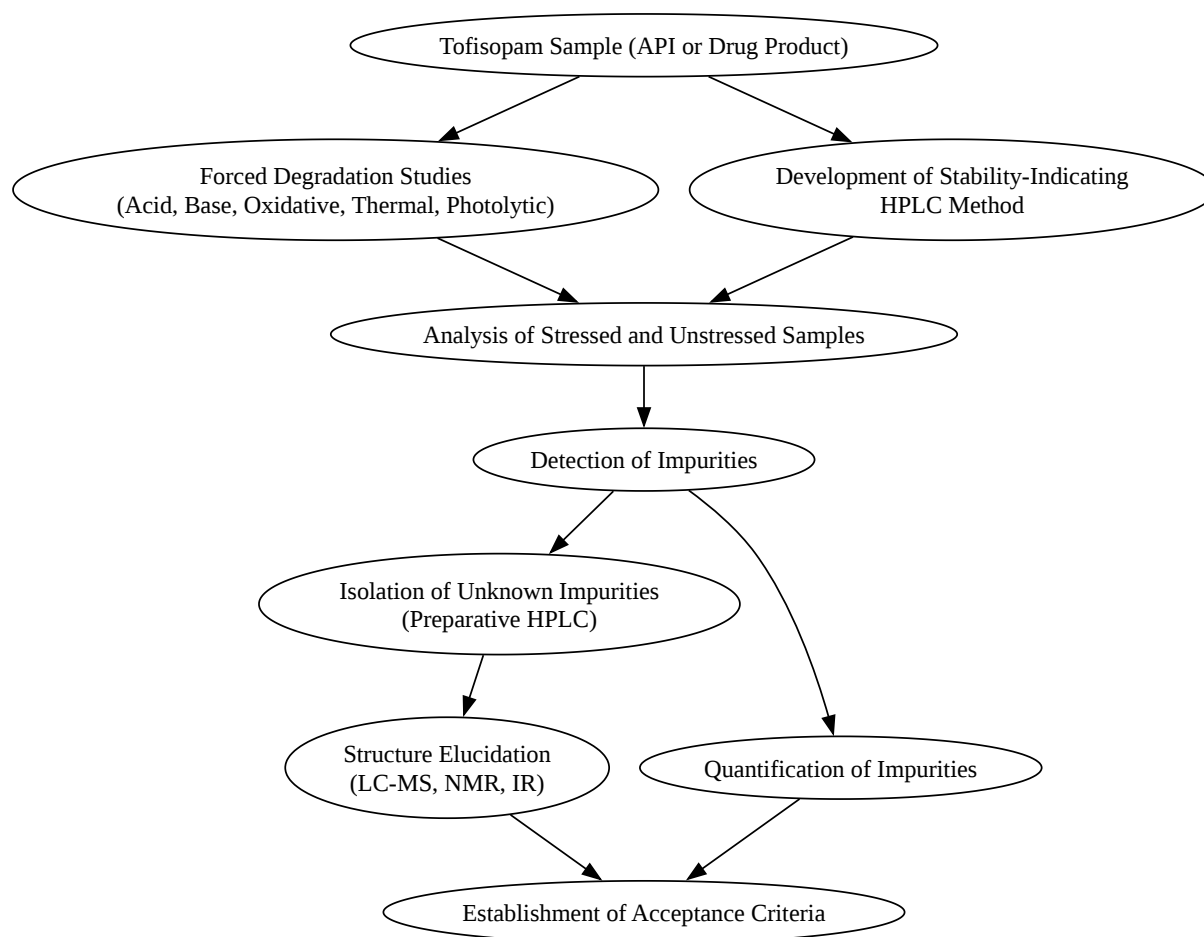 Tofisopam Sample (API or Drug Product)
Forced Degradation Studies
(Acid, Base, Oxidative, Thermal, Photolytic)
Development of Stability-Indicating
HPLC Method
Analysis of Stressed and Unstressed Samples
Detection of Impurities
Isolation of Unknown Impurities
(Preparative HPLC)
Structure Elucidation
(LC-MS, NMR, IR)
Quantification of Impurities
Establishment of Acceptance Criteria